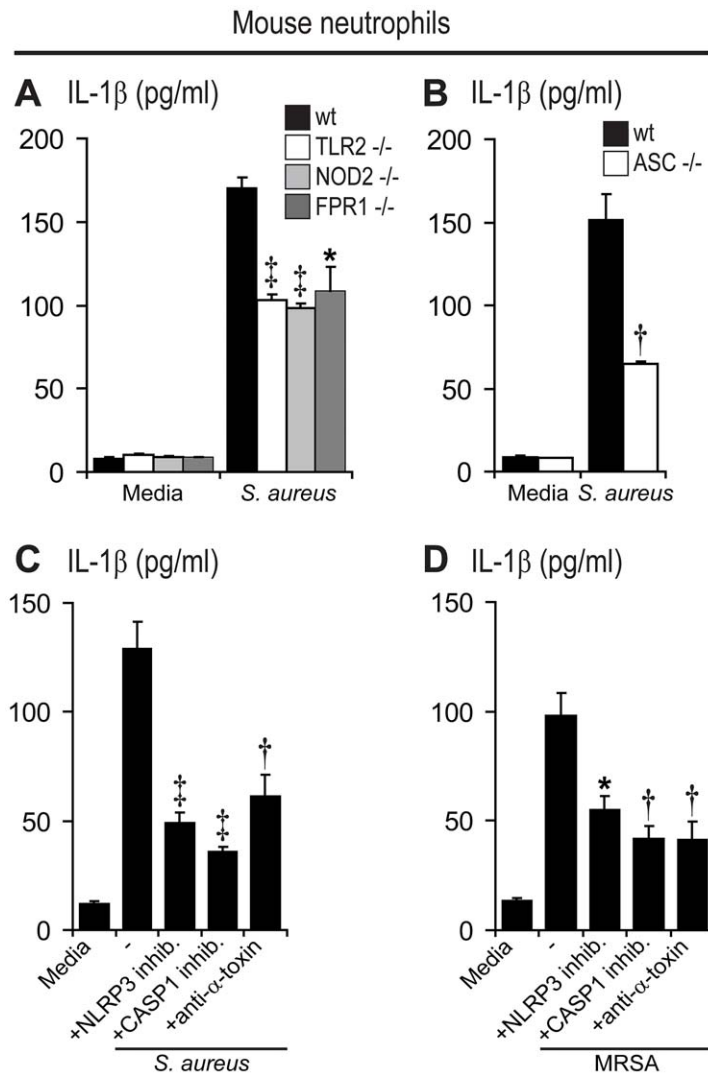 Mouse neutrophils
A IL-1β (pg/ml)
wt
TLR2 -/-
NOD2 -/-
FPR1 -/-
200
150
100
50
0
‡
‡
*
Media
S. aureus
B IL-1β (pg/ml)
wt
ASC -/-
200
150
100
50
0
†
Media
S. aureus
C IL-1β (pg/ml)
150
100
50
0
‡
‡
†
Media
-
+NLRP3 inhib.
+CASP1 inhib.
+anti-α-toxin
S. aureus
D IL-1β (pg/ml)
150
100
50
0
*
†
†
Media
-
+NLRP3 inhib.
+CASP1 inhib.
+anti-α-toxin
MRSA